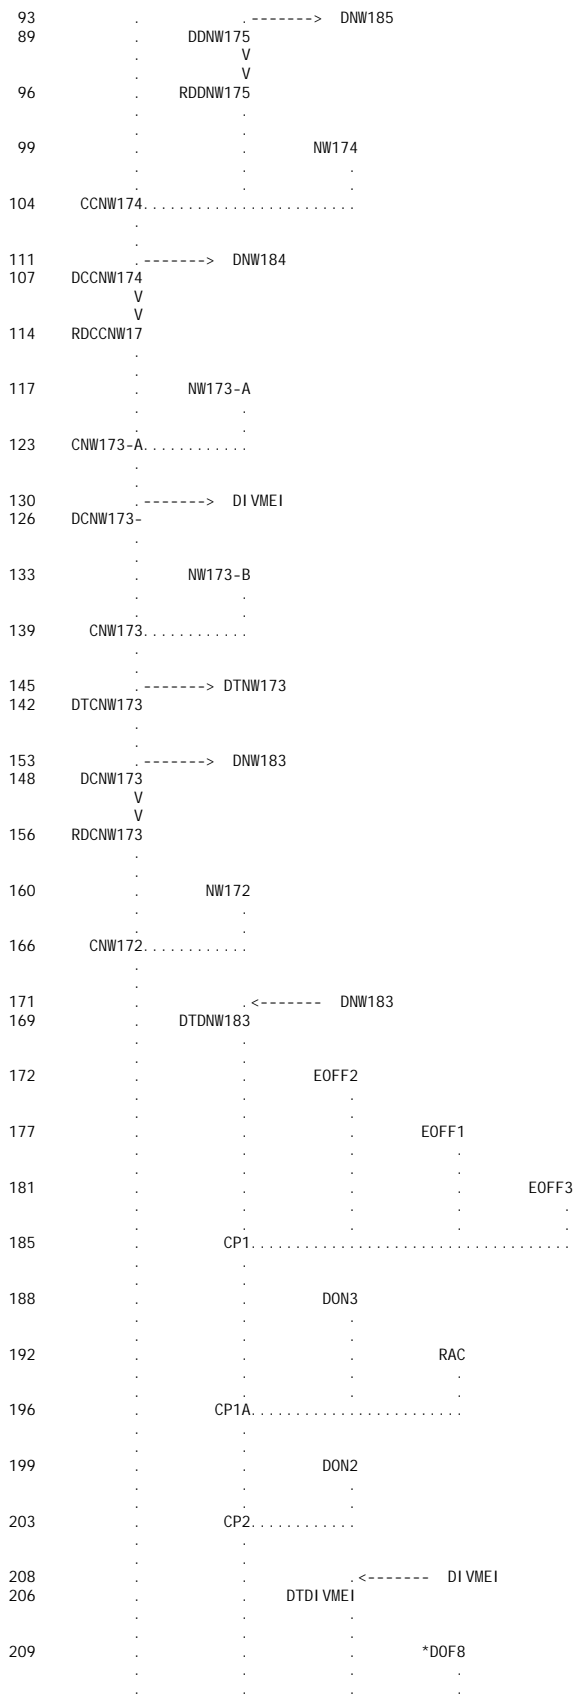 93 . .-------> DNW185
89 . DDNW175
. V
. V
96 . RDDNW175
. .
. .
99 . . NW174
. . .
. . .
104 CCNW174........................
.
.
111 .-------> DNW184
107 DCCNW174
V
V
114 RDCCNW17
.
.
117 . NW173-A
. .
. .
123 CNW173-A............
.
.
130 .-------> DIVMEI
126 DCNW173-
.
.
133 . NW173-B
. .
. .
139 CNW173............
.
.
145 .-------> DTNW173
142 DTCNW173
.
.
153 .-------> DNW183
148 DCNW173
V
V
156 RDCNW173
.
.
160 . NW172
. .
. .
166 CNW172............
.
.
171 . .<------- DNW183
169 . DTDNW183
. .
. .
172 . . EOFF2
. . .
. . .
177 . . . EOFF1
. . . .
. . . .
181 . . . . EOFF3
. . . . .
. . . . .
185 . CP1....................................
. .
. .
188 . . DON3
. . .
. . .
192 . . . RAC
. . . .
. . . .
196 . CP1A........................
. .
. .
199 . . DON2
. . .
. . .
203 . CP2............
. .
. .
208 . . .<------- DIVMEI
206 . . DTDIVMEI
. . .
. . .
209 . . . *DOF8
. . . .
. . . .